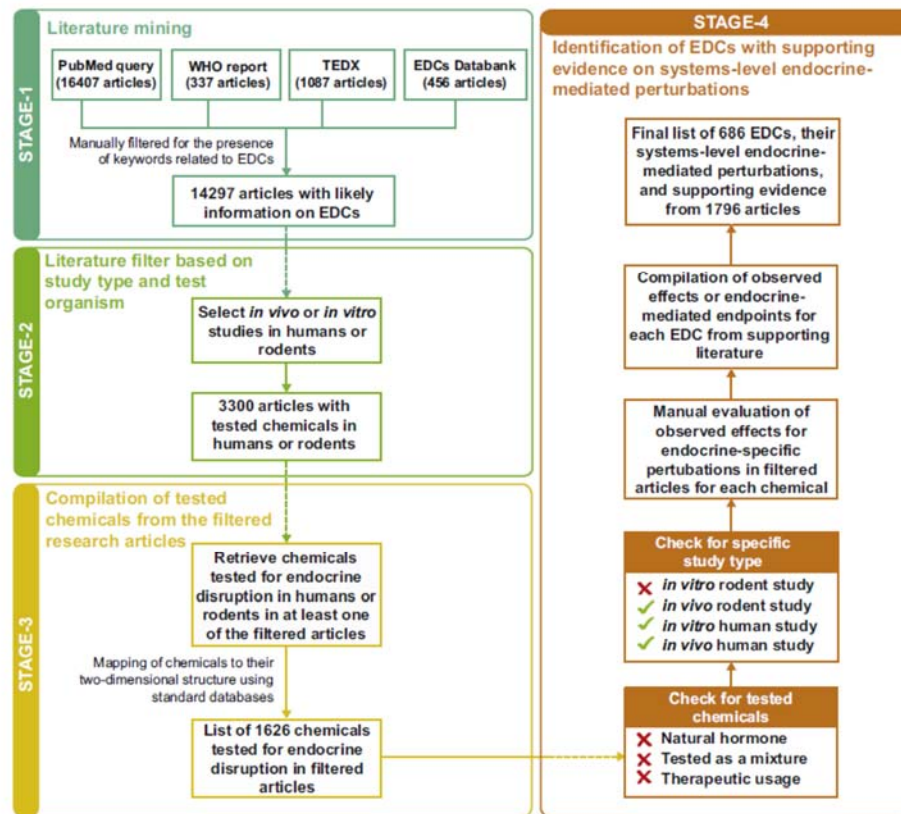 STAGE-1
Literature mining
PubMed query
(16407 articles)
WHO report
(337 articles)
TEDX
(1087 articles)
EDCs Databank
(456 articles)
Manually filtered for the presence
of keywords related to EDCs
14297 articles with likely
information on EDCs
STAGE-2
Literature filter based on
study type and test
organism
Select in vivo or in vitro
studies in humans or
rodents
3300 articles with
tested chemicals in
humans or rodents
STAGE-3
Compilation of tested
chemicals from the filtered
research articles
Retrieve chemicals
tested for endocrine
disruption in humans or
rodents in at least one
of the filtered articles
Mapping of chemicals to their
two-dimensional structure using
standard databases
List of 1626 chemicals
tested for endocrine
disruption in filtered
articles
STAGE-4
Identification of EDCs with supporting
evidence on systems-level endocrine-
mediated perturbations
Final list of 686 EDCs, their
systems-level endocrine-
mediated perturbations,
and supporting evidence
from 1796 articles
Compilation of observed
effects or endocrine-
mediated endpoints for
each EDC from supporting
literature
Manual evaluation of
observed effects for
endocrine-specific
pertubations in filtered
articles for each chemical
Check for specific
study type
in vitro rodent study
in vivo rodent study
in vitro human study
in vivo human study
Check for tested
chemicals
Natural hormone
Tested as a mixture
Therapeutic usage